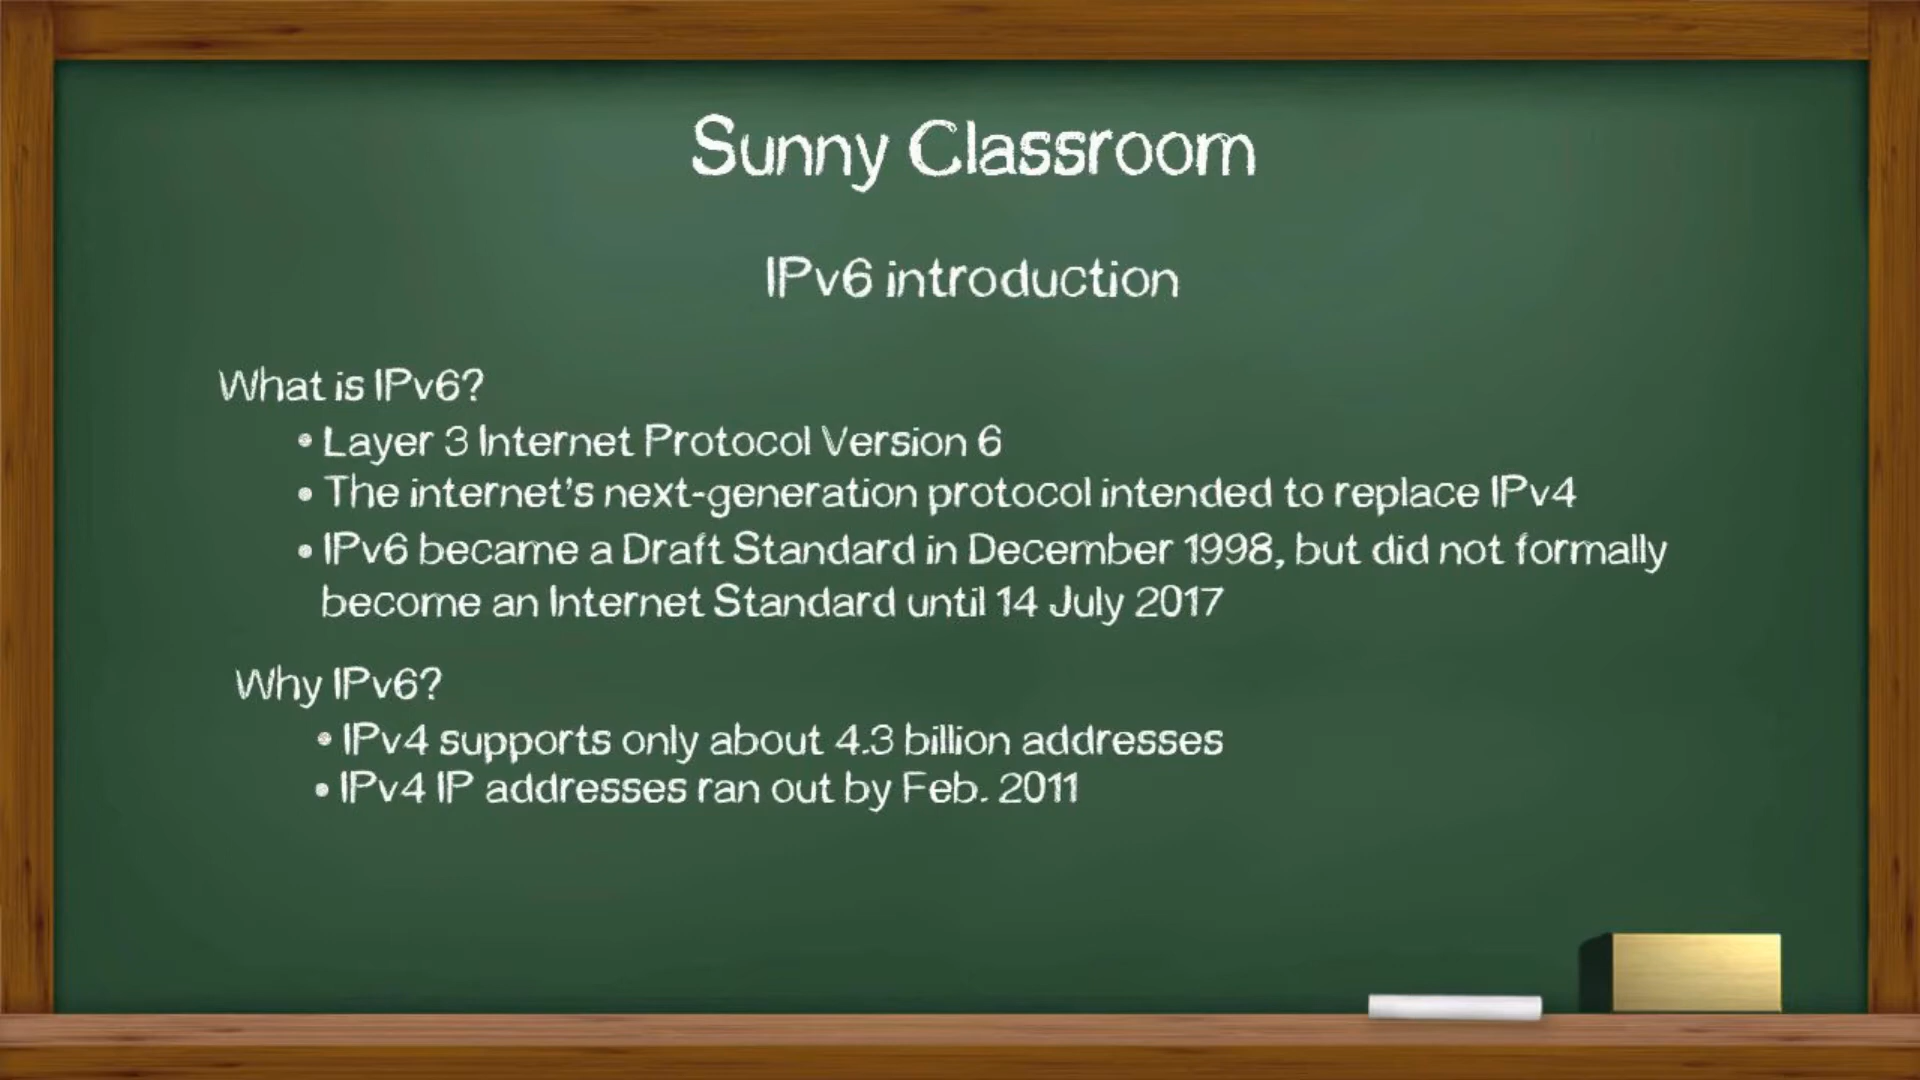 Sunny Classroom
IPv6 introduction
What is IPv6?
• Layer 3 Internet Protocol Version 6
• The internet's next-generation protocol intended to replace IPv4
• IPv6 became a Draft Standard in December 1998, but did not formally
become an Internet Standard until 14 July 2017
Why IPv6?
• IPv4 supports only about 4.3 billion addresses
• IPv4 IP addresses ran out by Feb. 2011